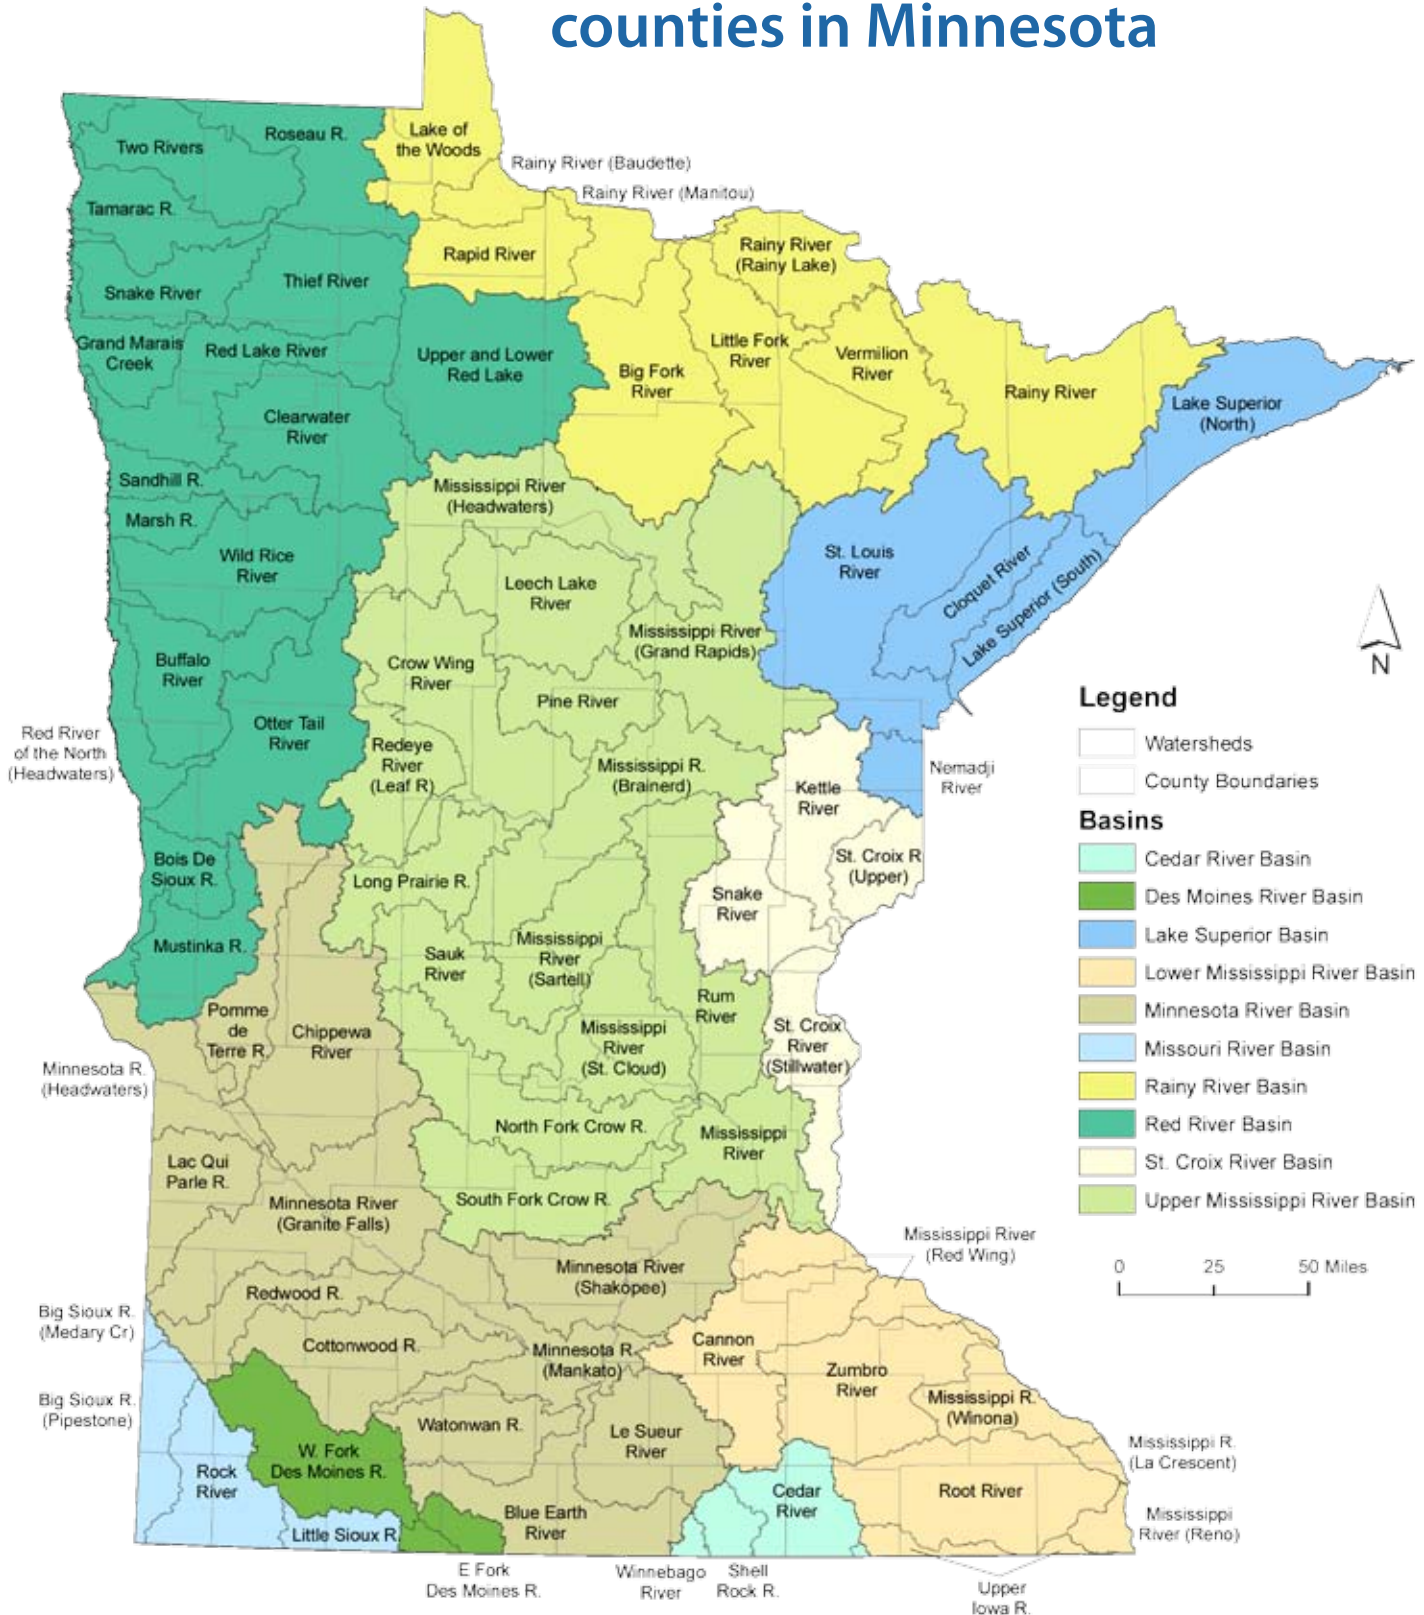 counties in Minnesota
Two Rivers
Roseau R.
Lake of
the Woods
Rainy River (Baudette)
Rainy River (Manitou)
Tamarac R.
Rapid River
Rainy River
(Rainy Lake)
Snake River
Thief River
Grand Marais
Creek
Red Lake River
Upper and Lower
Red Lake
Big Fork
River
Little Fork
River
Vermilion
River
Rainy River
Lake Superior
(North)
Clearwater
River
Sandhill R.
Marsh R.
Mississippi River
(Headwaters)
Wild Rice
River
Leech Lake
River
St. Louis
River
Cloquet River
Lake Superior (South)
Mississippi River
(Grand Rapids)
Buffalo
River
Crow Wing
River
Pine River
Otter Tail
River
Red River
of the North
(Headwaters)
Redeye
River
(Leaf R)
Mississippi R.
(Brainerd)
Kettle
River
Nemadji
River
Bois De
Sioux R.
Long Prairie R.
St. Croix R
(Upper)
Snake
River
Mustinka R.
Sauk
River
Mississippi
River
(Sartell)
Rum
River
Pomme
de
Terre R.
Chippewa
River
Mississippi
River
(St. Cloud)
St. Croix
River
(Stillwater)
Minnesota R.
(Headwaters)
North Fork Crow R.
Mississippi
River
Lac Qui
Parle R.
Minnesota River
(Granite Falls)
South Fork Crow R.
Mississippi River
(Red Wing)
Minnesota River
(Shakopee)
Redwood R.
Big Sioux R.
(Medary Cr)
Cottonwood R.
Minnesota R.
(Mankato)
Cannon
River
Zumbro
River
Mississippi R.
(Winona)
Big Sioux R.
(Pipestone)
Watonwan R.
Le Sueur
River
W. Fork
Des Moines R.
Mississippi R.
(La Crescent)
Rock
River
Cedar
River
Root River
Little Sioux R.
Blue Earth
River
Mississippi
River (Reno)
E Fork
Des Moines R.
Winnebago
River
Shell
Rock R.
Upper
Iowa R.
N
Legend
Watersheds
County Boundaries
Basins
Cedar River Basin
Des Moines River Basin
Lake Superior Basin
Lower Mississippi River Basin
Minnesota River Basin
Missouri River Basin
Rainy River Basin
Red River Basin
St. Croix River Basin
Upper Mississippi River Basin
0 25 50 Miles